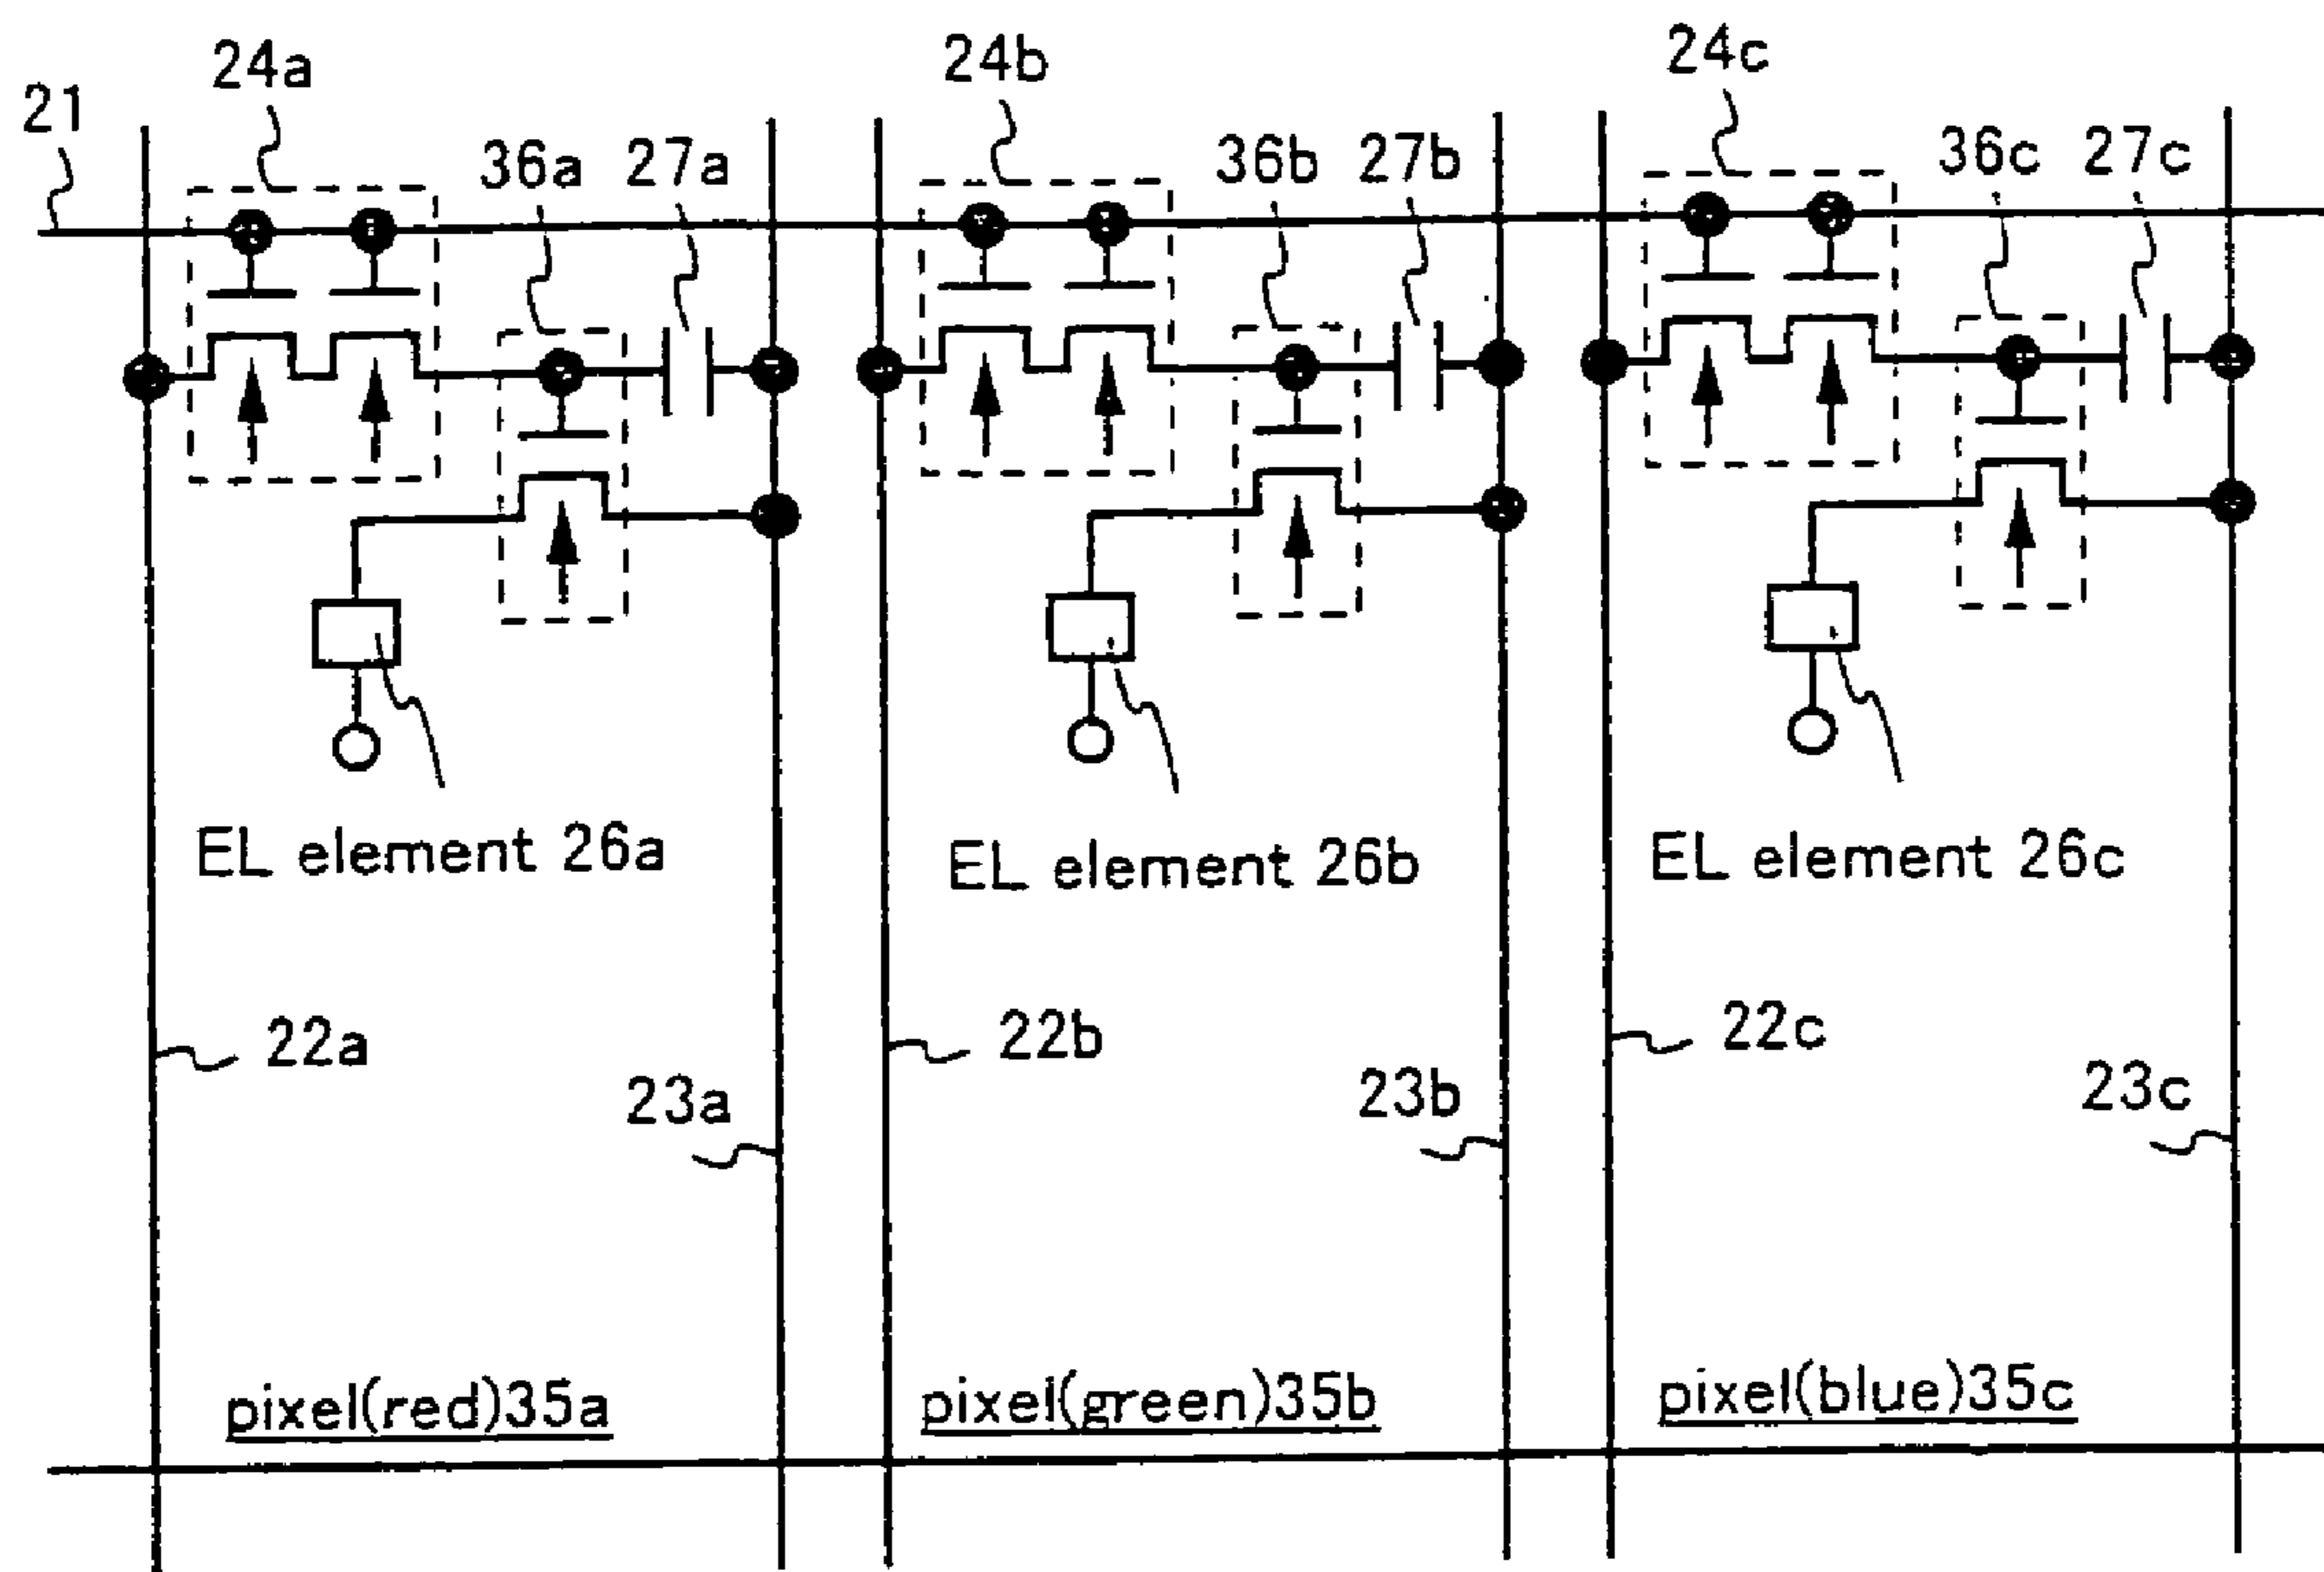 24a
24b
24c
21
36a
27a
36b
27b
36c
27c
EL element 26a
EL element 26b
EL element 26c
22a
22b
22c
23a
23b
23c
pixel(red)35a
pixel(green)35b
pixel(blue)35c